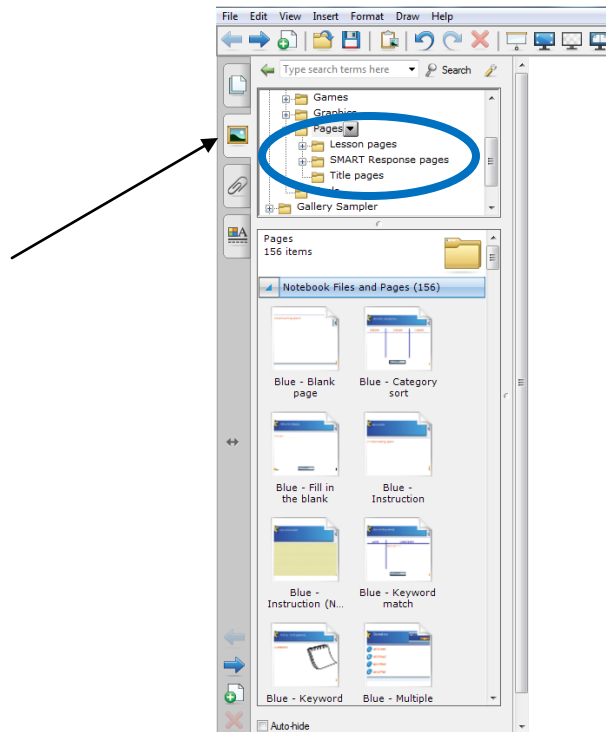 File Edit View Insert Format Draw Help
Type search terms here Search
Games
Graphics
Pages
Lesson pages
SMART Response pages
Title pages
Gallery Sampler
Pages
156 items
Notebook Files and Pages (156)
Blue - Blank
page
Blue - Category
sort
Blue - Fill in
the blank
Blue -
Instruction
Blue -
Instruction (N...
Blue - Keyword
match
Blue - Keyword
Blue - Multiple
Auto-hide